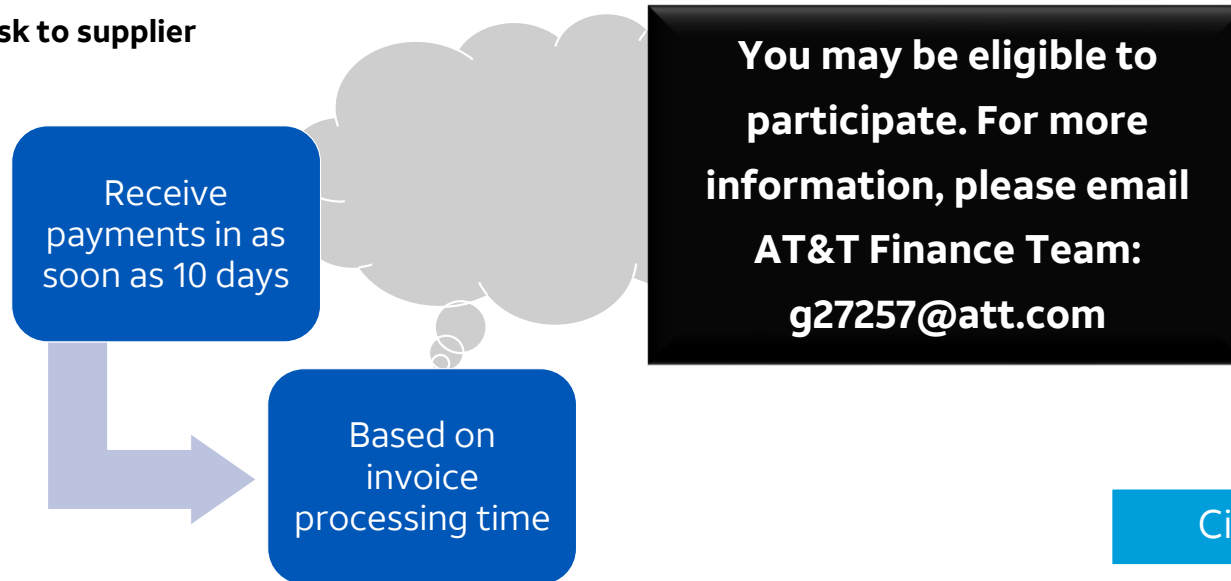 sk to supplier
You may be eligible to
participate. For more
information, please email
AT&T Finance Team:
g27257@att.com
Receive
payments in as
soon as 10 days
Based on
invoice
processing time
Ci